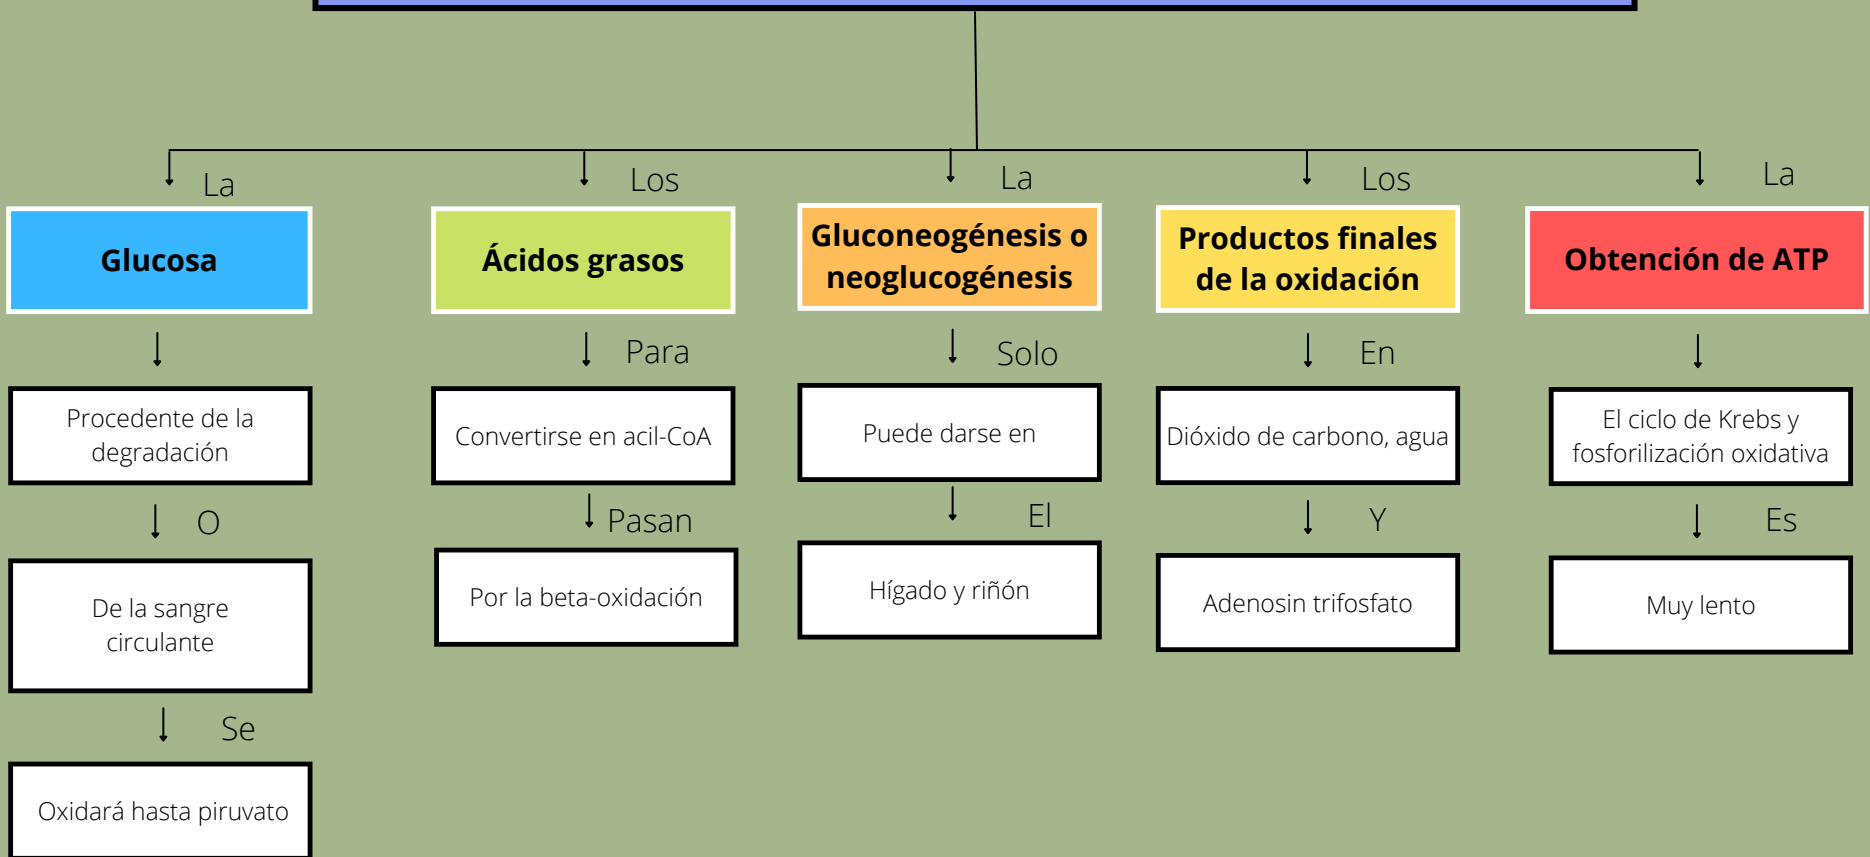 La
Glucosa
Procedente de la
degradación
O
De la sangre
circulante
Se
Oxidará hasta piruvato
Los
Ácidos grasos
Para
Convertirse en acil-CoA
Pasan
Por la beta-oxidación
La
Gluconeogénesis o
neoglucogénesis
Solo
Puede darse en
El
Hígado y riñón
Los
Productos finales
de la oxidación
En
Dióxido de carbono, agua
Y
Adenosin trifosfato
La
Obtención de ATP
El ciclo de Krebs y
fosforilización oxidativa
Es
Muy lento